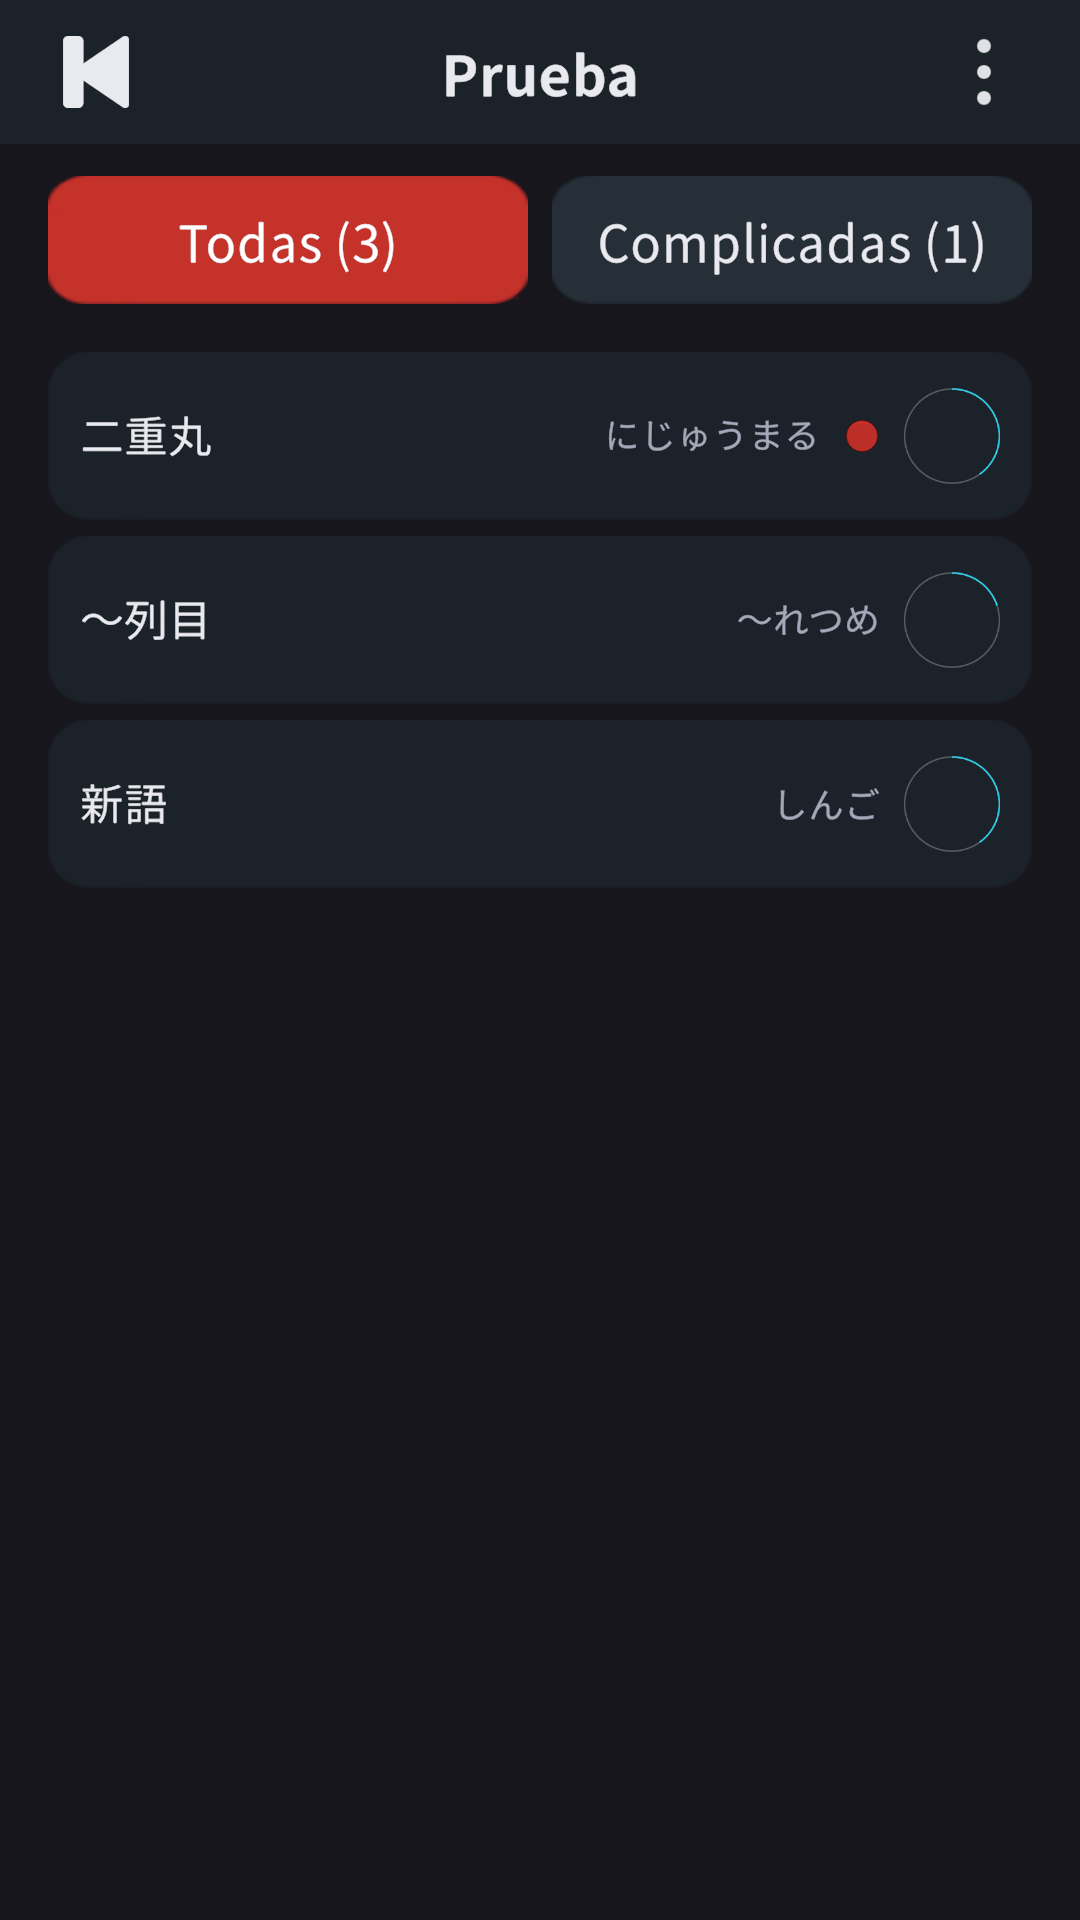 Prueba
Todas (3)
Complicadas (1)
二重丸 にじゅうまる
〜列目 〜れつめ
新語 しんご